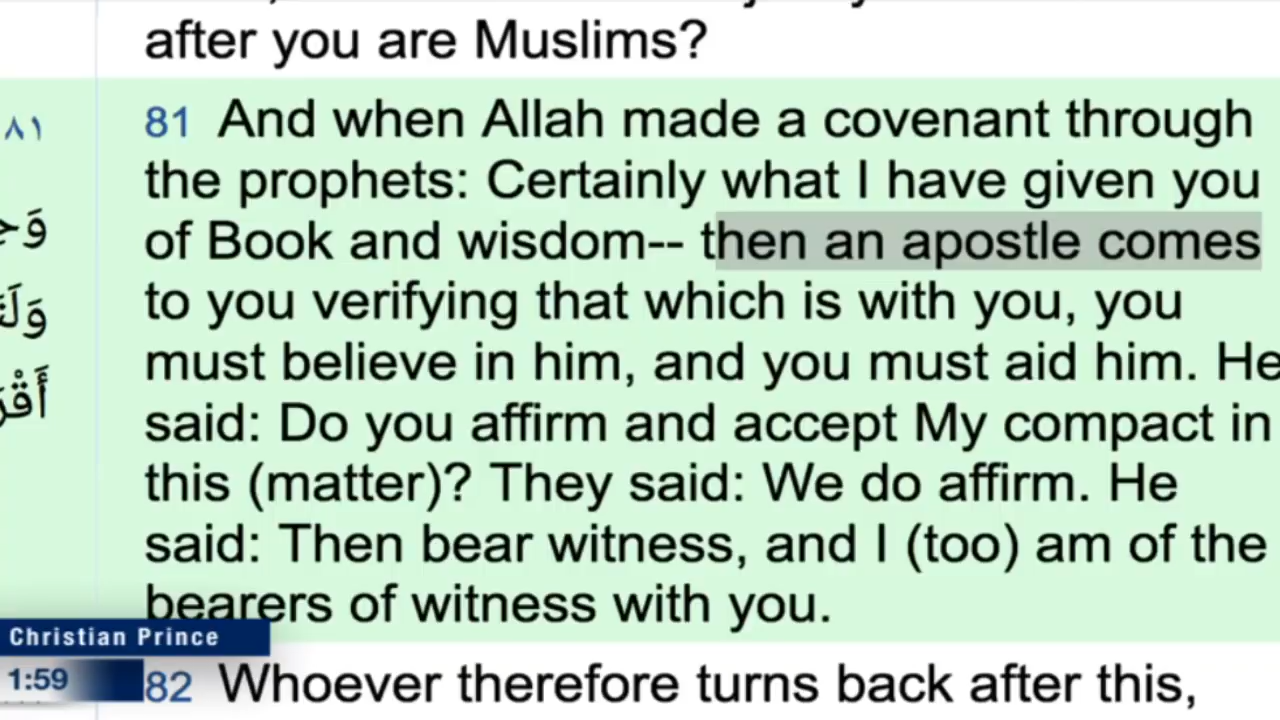 after you are Muslims?
٨١
81 And when Allah made a covenant through
the prophets: Certainly what I have given you
of Book and wisdom-- then an apostle comes
to you verifying that which is with you, you
must believe in him, and you must aid him. He
said: Do you affirm and accept My compact in
this (matter)? They said: We do affirm. He
said: Then bear witness, and I (too) am of the
bearers of witness with you.
Christian Prince
1:59
82 Whoever therefore turns back after this,